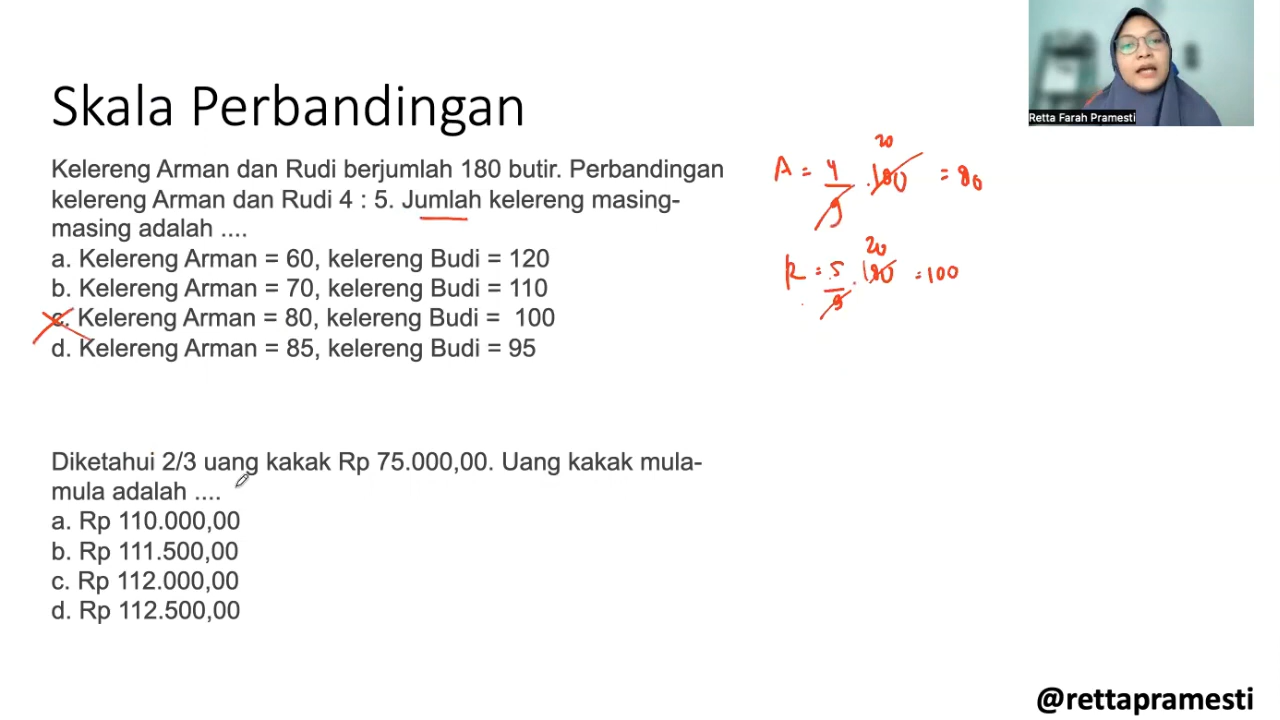 Retta Farah Pramesti
Skala Perbandingan
Kelereng Arman dan Rudi berjumlah 180 butir. Perbandingan
kelereng Arman dan Rudi 4 : 5. Jumlah kelereng masing-
masing adalah ....
a. Kelereng Arman = 60, kelereng Budi = 120
b. Kelereng Arman = 70, kelereng Budi = 110
c. Kelereng Arman = 80, kelereng Budi = 100
d. Kelereng Arman = 85, kelereng Budi = 95
20
A = 4/9 . 180 = 80
20
R = 5/9 . 180 = 100
Diketahui 2/3 uang kakak Rp 75.000,00. Uang kakak mula-
mula adalah ....
a. Rp 110.000,00
b. Rp 111.500,00
c. Rp 112.000,00
d. Rp 112.500,00
@rettapramesti